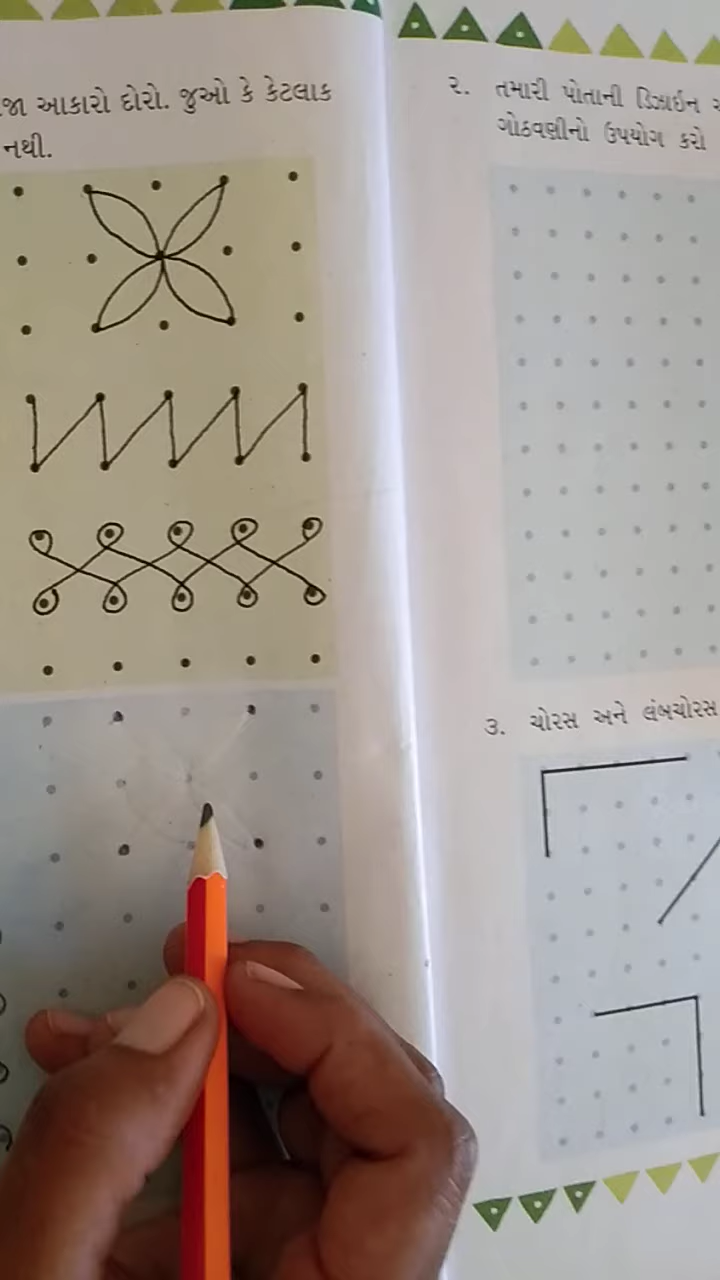 આકારો દોરો. જુઓ કે કેટલાક
નથી.
૨. તમારી પોતાની ડિઝાઇન
ગોઠવણીનો ઉપયોગ કરો
૩. ચોરસ અને લંબચોરસ